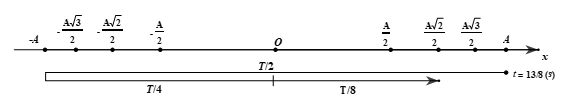 -A -A√3/2 -A√2/2 -A/2 O A/2 A√2/2 A√3/2 A x
T/2
t = 13/8 (s)
T/4 T/8